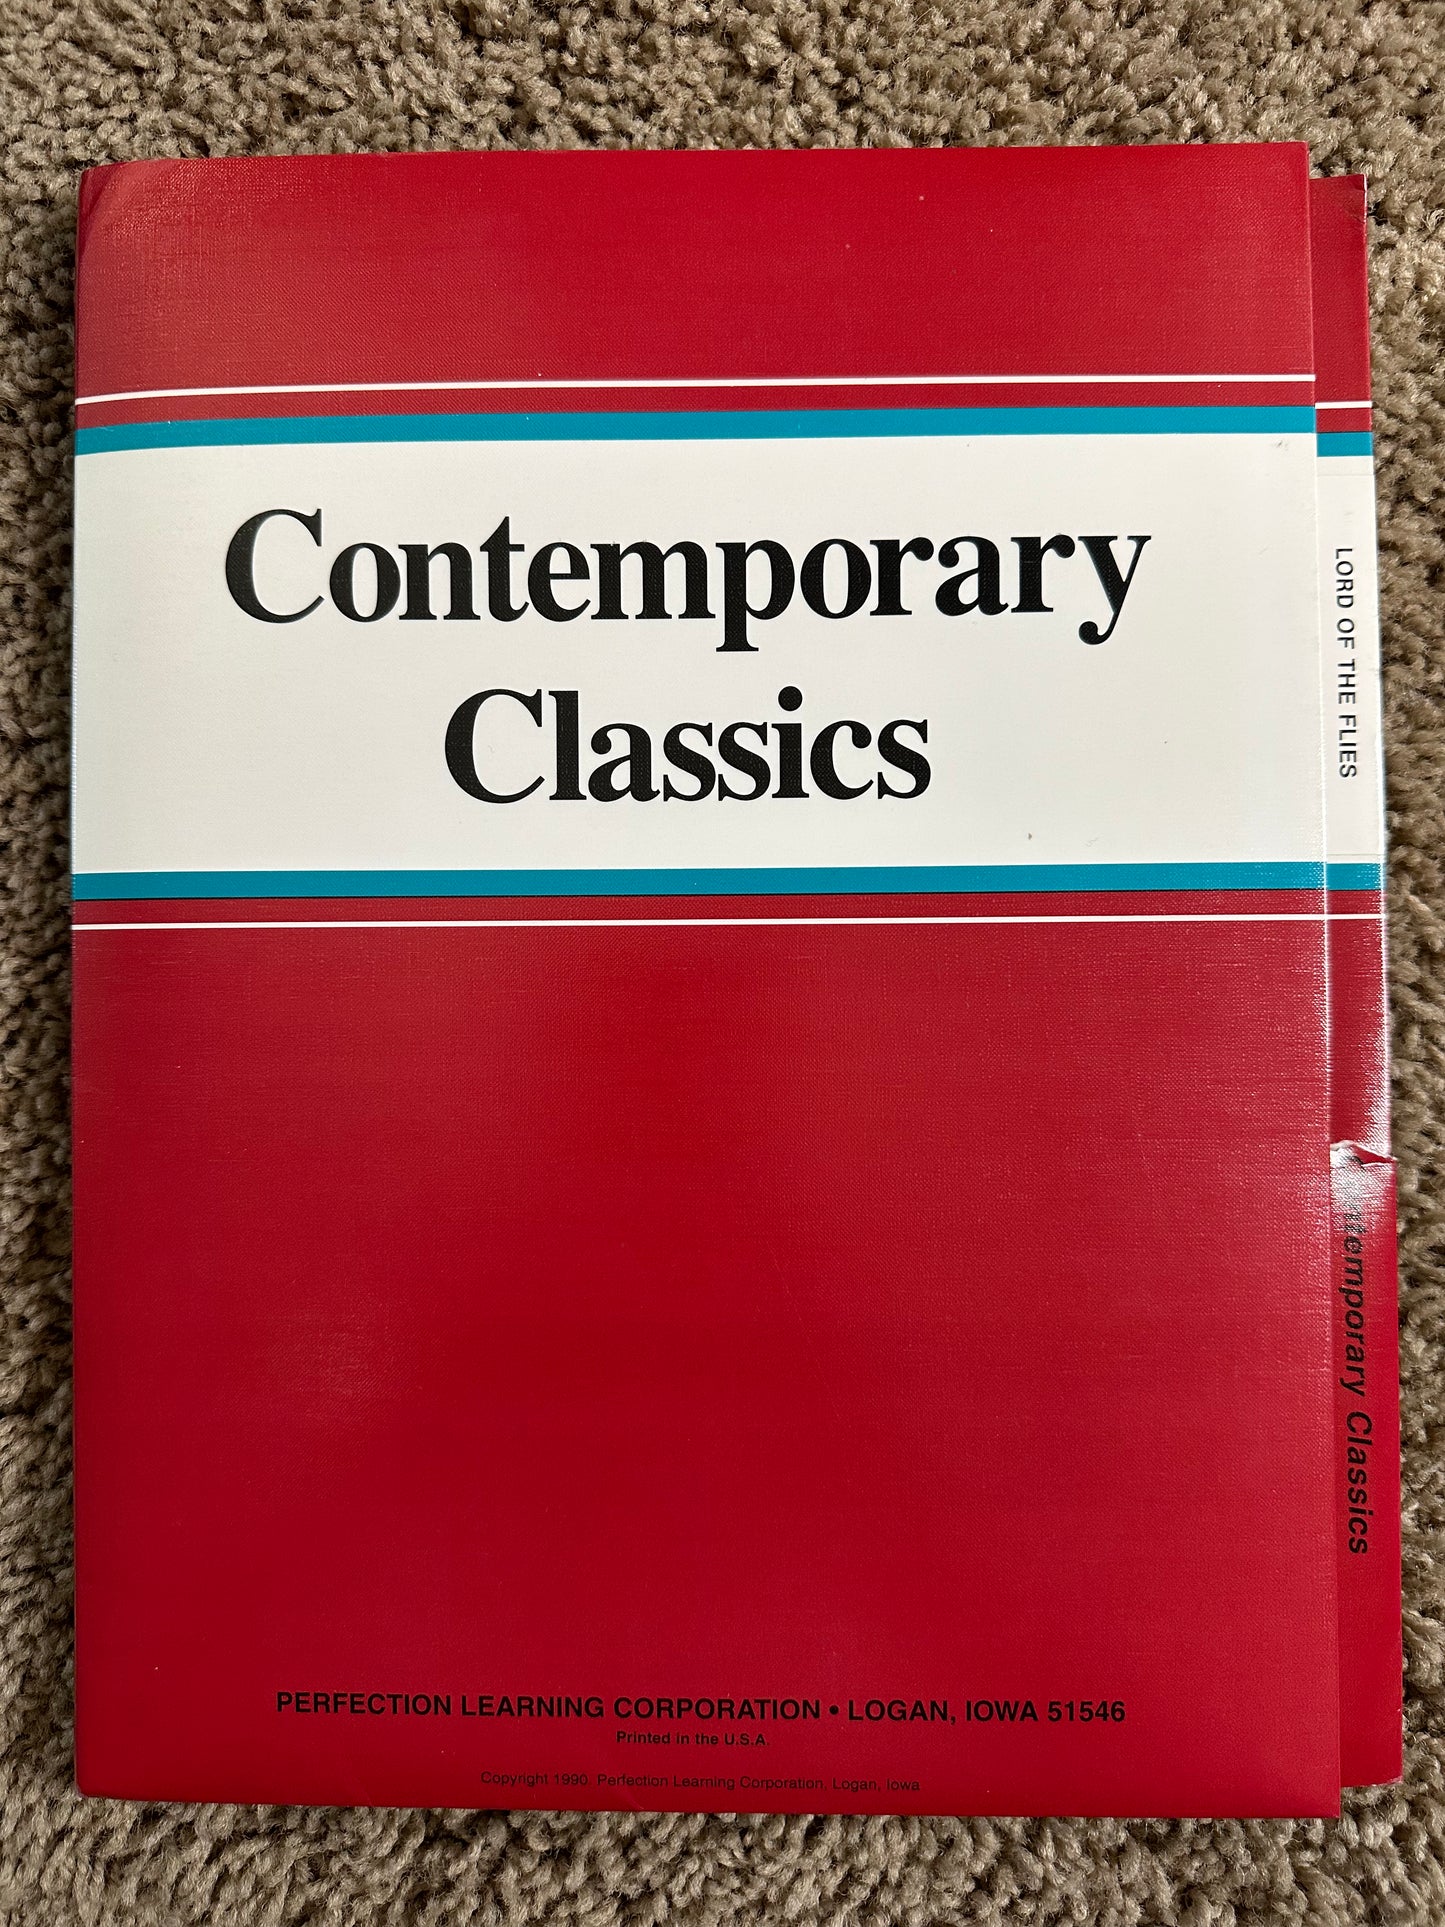 Contemporary
Classics
LORD OF THE FLIES
Classics
PERFECTION LEARNING CORPORATION • LOGAN, IOWA 51546
Printed in the U.S.A.
Copyright 1990. Perfection Learning Corporation, Logan, Iowa